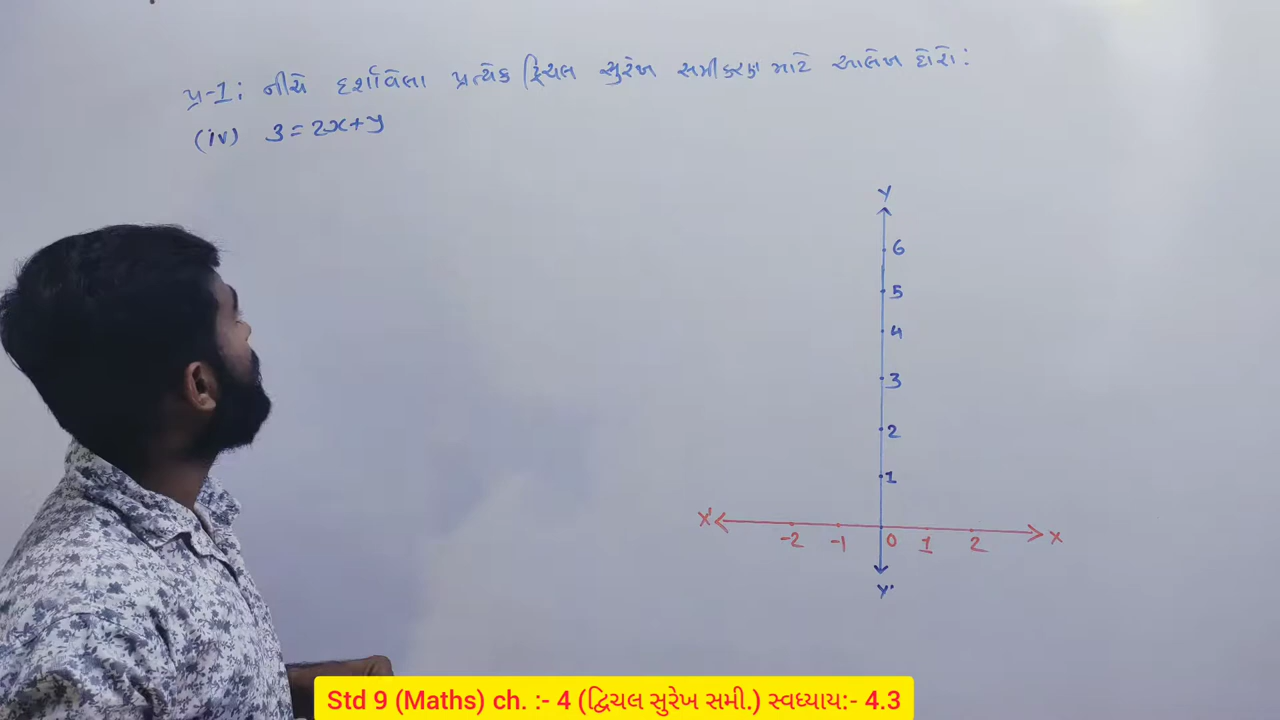 પ્ર-1: નીચે દર્શાવેલા પ્રત્યેક દ્વિચલ સુરેખ સમીકરણ માટે આલેખ દોરો:
(iv) 3=2x+y
Y
6
5
4
3
2
1
X' -2 -1 0 1 2 X
Y'
Std 9 (Maths) ch. :- 4 (દ્વિચલ સુરેખ સમી.) સ્વધ્યાય:- 4.3